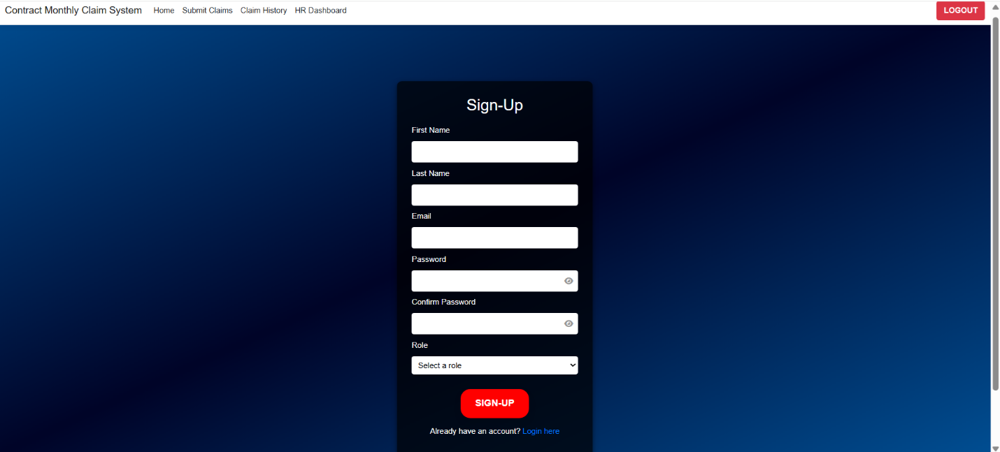 Contract Monthly Claim System Home Submit Claims Claim History HR Dashboard LOGOUT
Sign-Up
First Name
Last Name
Email
Password
Confirm Password
Role
Select a role
SIGN-UP
Already have an account? Login here